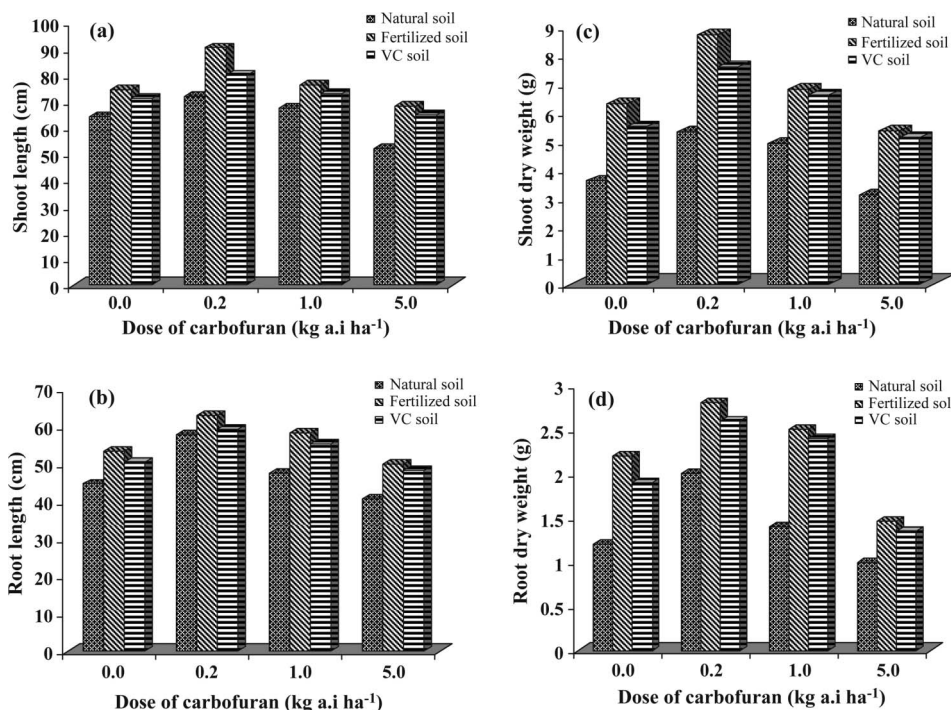 (a)
Natural soil
Fertilized soil
VC soil
Shoot length (cm)
100
90
80
70
60
50
40
30
20
10
0
0.0 0.2 1.0 5.0
Dose of carbofuran (kg a.i ha⁻¹)
(c)
Natural soil
Fertilized soil
VC soil
Shoot dry weight (g)
9
8
7
6
5
4
3
2
1
0
0.0 0.2 1.0 5.0
Dose of carbofuran (kg a.i ha⁻¹)
(b)
Natural soil
Fertilized soil
VC soil
Root length (cm)
70
60
50
40
30
20
10
0
0.0 0.2 1.0 5.0
Dose of carbofuran (kg a.i ha⁻¹)
(d)
Natural soil
Fertilized soil
VC soil
Root dry weight (g)
3
2.5
2
1.5
1
0.5
0
0.0 0.2 1.0 5.0
Dose of carbofuran (kg a.i ha⁻¹)